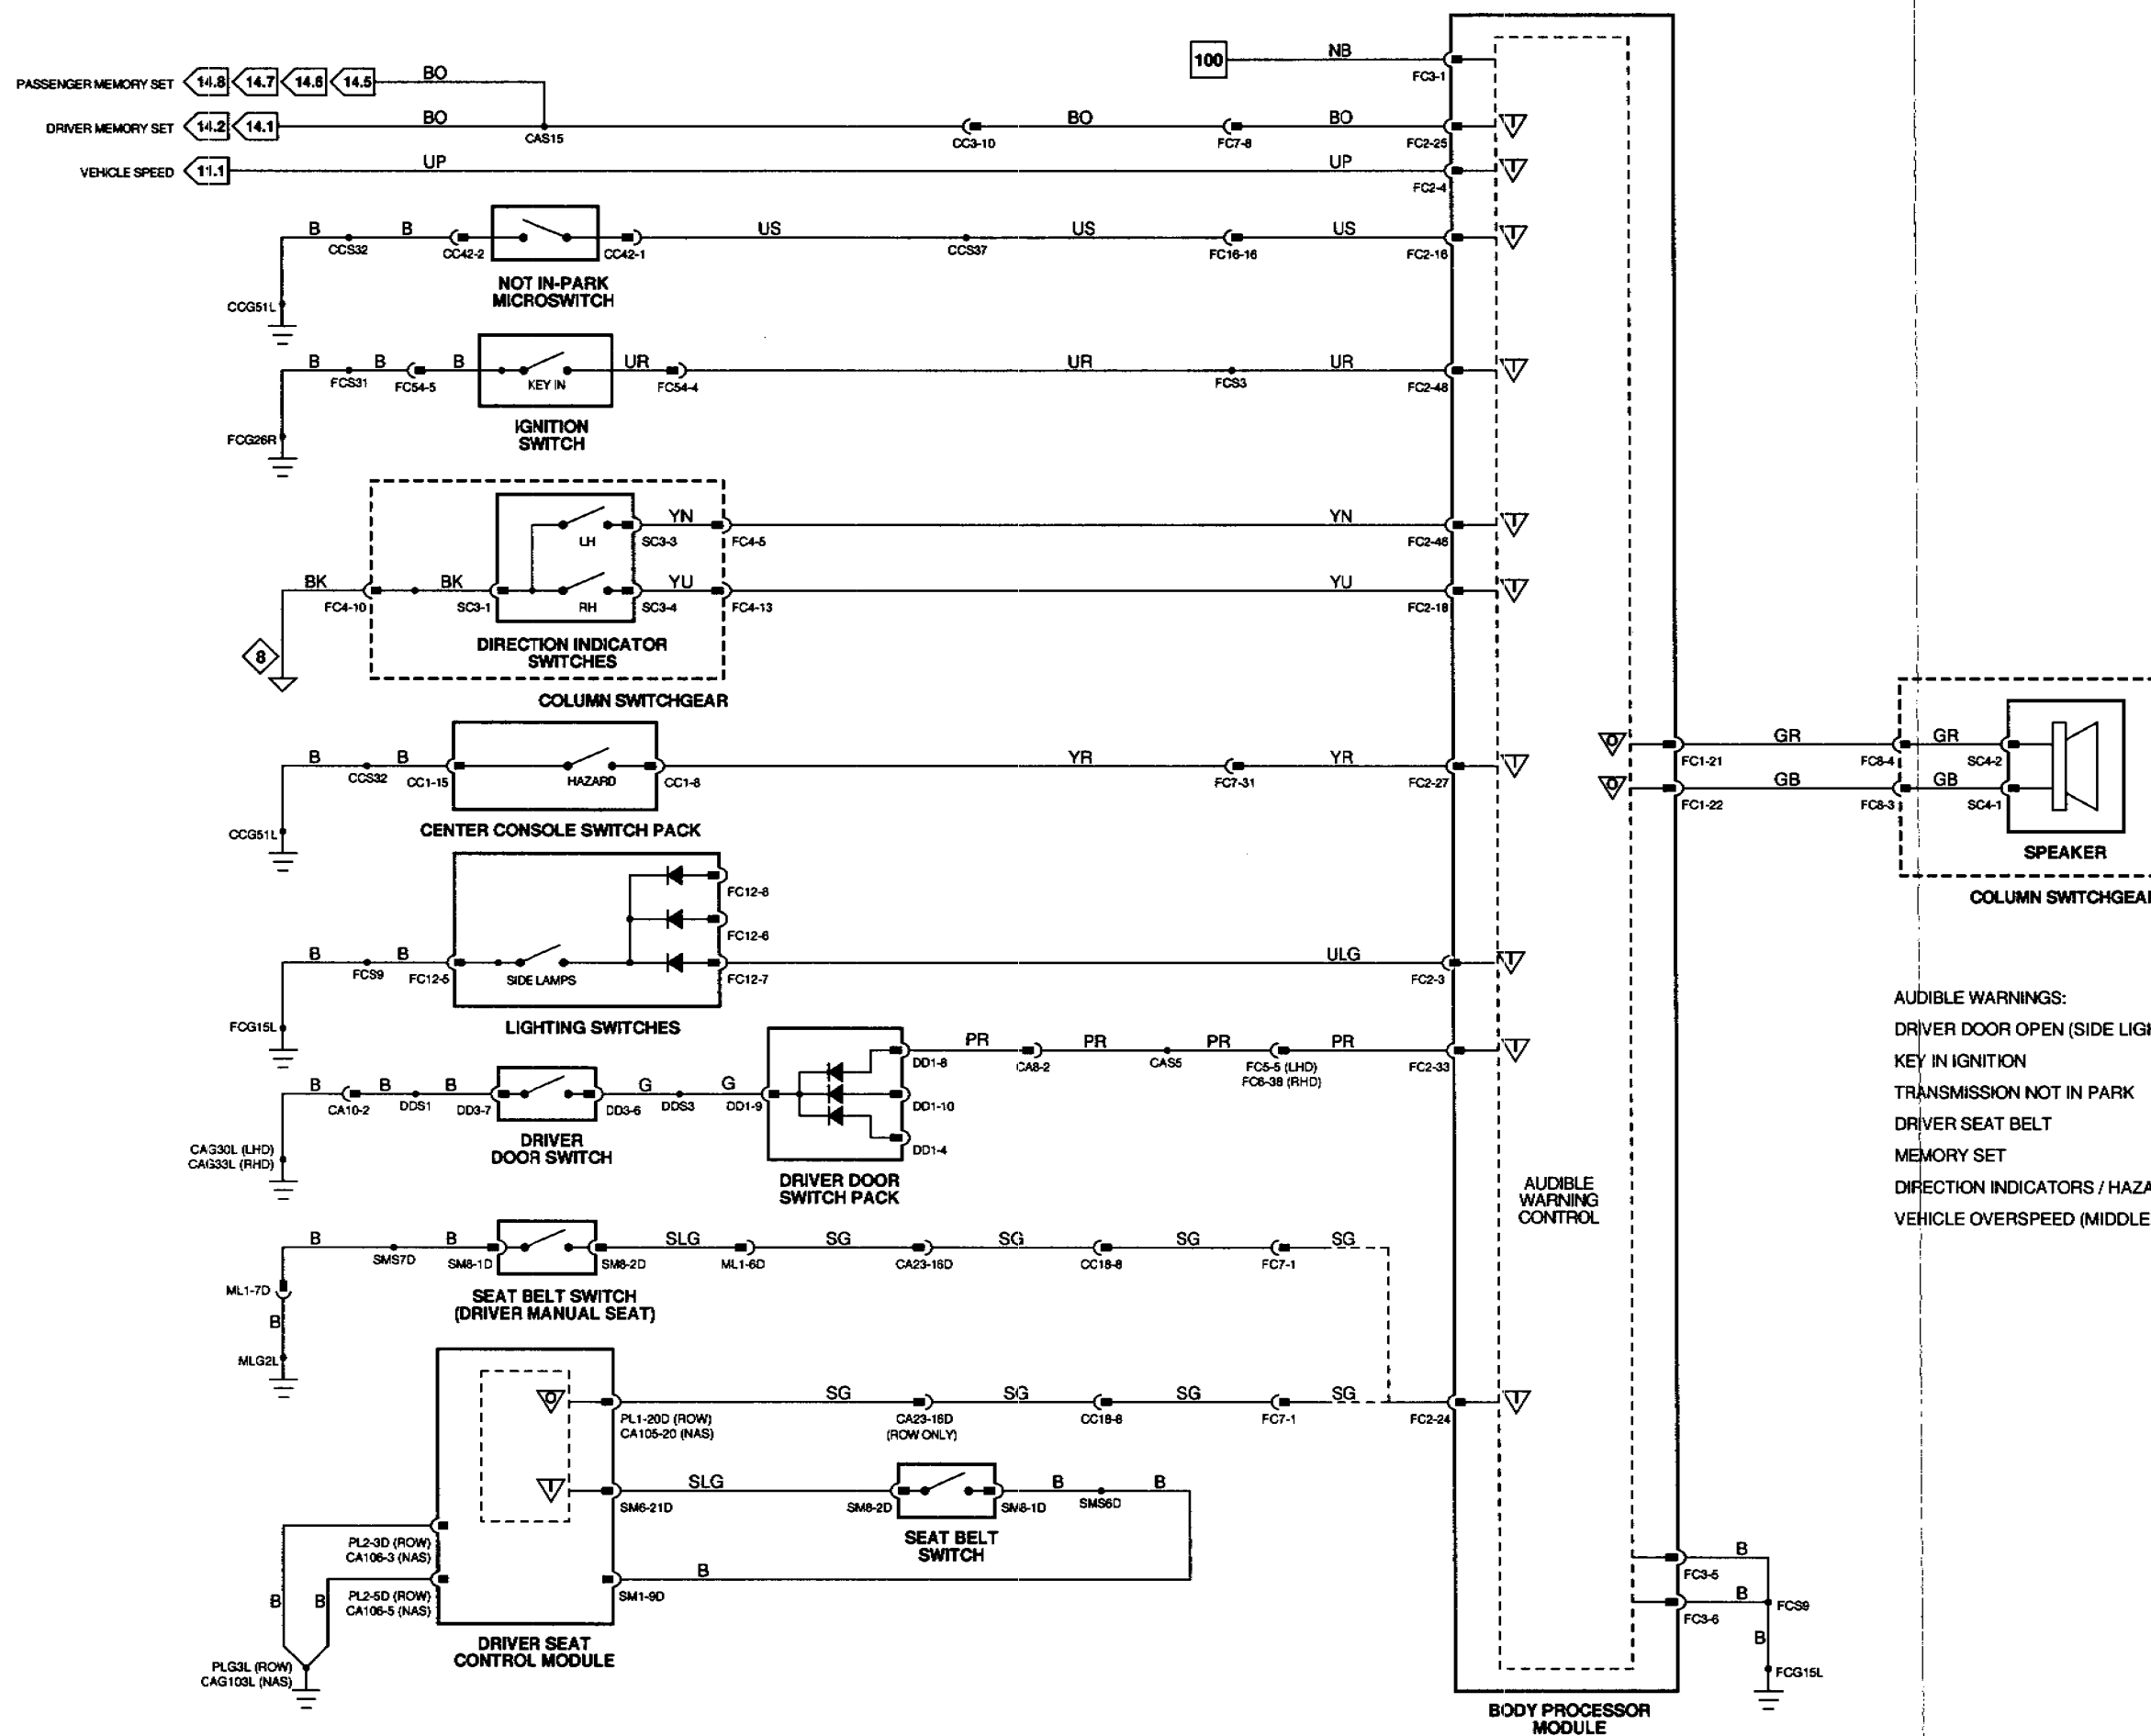 100 NB FC3-1
PASSENGER MEMORY SET 14.8 14.7 14.6 14.5 BO
DRIVER MEMORY SET 14.2 14.1 BO CAS15 CC3-10 BO FC7-8 BO FC2-25 I
VEHICLE SPEED 11.1 UP UP FC2-4 I
B CCS32 B CC42-2 CC42-1 US CCS37 US FC16-16 US FC2-16 I
NOT IN-PARK
MICROSWITCH
CCG51L
B FCS31 B FC54-5 B KEY IN UR FC54-4 UR FCS3 UR FC2-48 I
IGNITION
SWITCH
FCG26R
LH SC3-3 YN FC4-5 YN FC2-46 I
BK FC4-10 BK SC3-1 RH SC3-4 YU FC4-13 YU FC2-18 I
8
DIRECTION INDICATOR
SWITCHES
COLUMN SWITCHGEAR
B CCS32 B CC1-15 HAZARD CC1-8 YR FC7-31 YR FC2-27 I
CCG51L
CENTER CONSOLE SWITCH PACK
FC12-8
FC12-6
B FCS9 B FC12-5 SIDE LAMPS FC12-7 ULG FC2-3 I
FCG15L
LIGHTING SWITCHES
DD1-8 PR CA8-2 PR CAS5 PR FC5-5 (LHD) PR FC2-33 I
FC6-38 (RHD)
B CA10-2 B DDS1 B DD3-7 DD3-6 G DDS3 G DD1-9 DD1-10
DD1-4
CAG30L (LHD)
CAG33L (RHD)
DRIVER
DOOR SWITCH
DRIVER DOOR
SWITCH PACK
B SMS7D B SM8-1D SM8-2D SLG ML1-6D SG CA23-16D SG CC18-8 SG FC7-1 SG
ML1-7D
B
MLG2L
SEAT BELT SWITCH
(DRIVER MANUAL SEAT)
O PL1-20D (ROW) SG CA23-16D SG CC18-8 SG FC7-1 SG FC2-24 I
CA105-20 (NAS) (ROW ONLY)
I SM6-21D SLG SM8-2D SM8-1D B SMS6D B
SEAT BELT
SWITCH
PL2-3D (ROW)
CA106-3 (NAS)
PL2-5D (ROW)
CA106-5 (NAS)
SM1-9D B
B B
PLG3L (ROW)
CAG103L (NAS)
DRIVER SEAT
CONTROL MODULE
AUDIBLE
WARNING
CONTROL
BODY PROCESSOR
MODULE
O FC1-21 GR FC8-4 GR SC4-2
O FC1-22 GB FC8-3 GB SC4-1
SPEAKER
COLUMN SWITCHGEA
AUDIBLE WARNINGS:
DRIVER DOOR OPEN (SIDE LIG
KEY IN IGNITION
TRANSMISSION NOT IN PARK
DRIVER SEAT BELT
MEMORY SET
DIRECTION INDICATORS / HAZA
VEHICLE OVERSPEED (MIDDLE
FC3-5 B
FC3-6 B FCS9
B
FCG15L